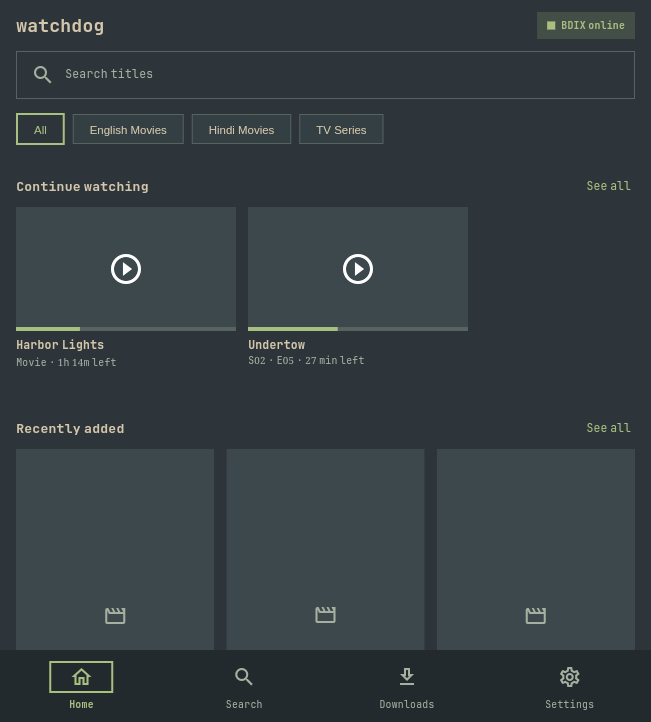 watchdog
BDIX online
Search titles
All
English Movies
Hindi Movies
TV Series
Continue watching
See all
Harbor Lights
Movie · 1h 14m left
Undertow
S02 · E05 · 27 min left
Recently added
See all
Home
Search
Downloads
Settings